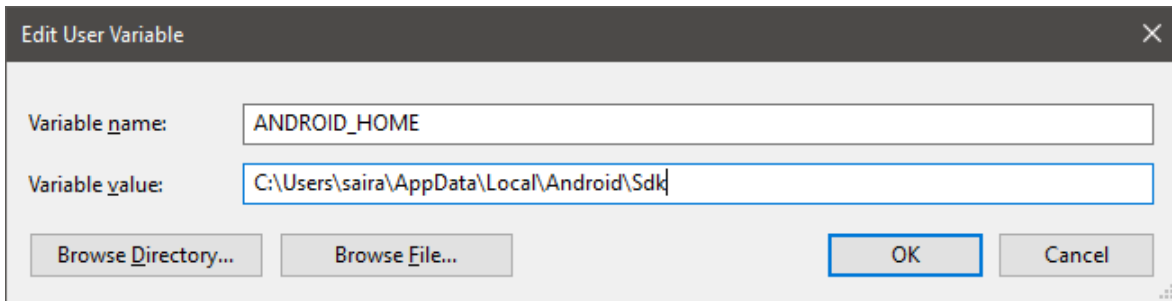 Edit User Variable
Variable name: ANDROID_HOME
Variable value: C:\Users\saira\AppData\Local\Android\Sdk
Browse Directory... Browse File... OK Cancel